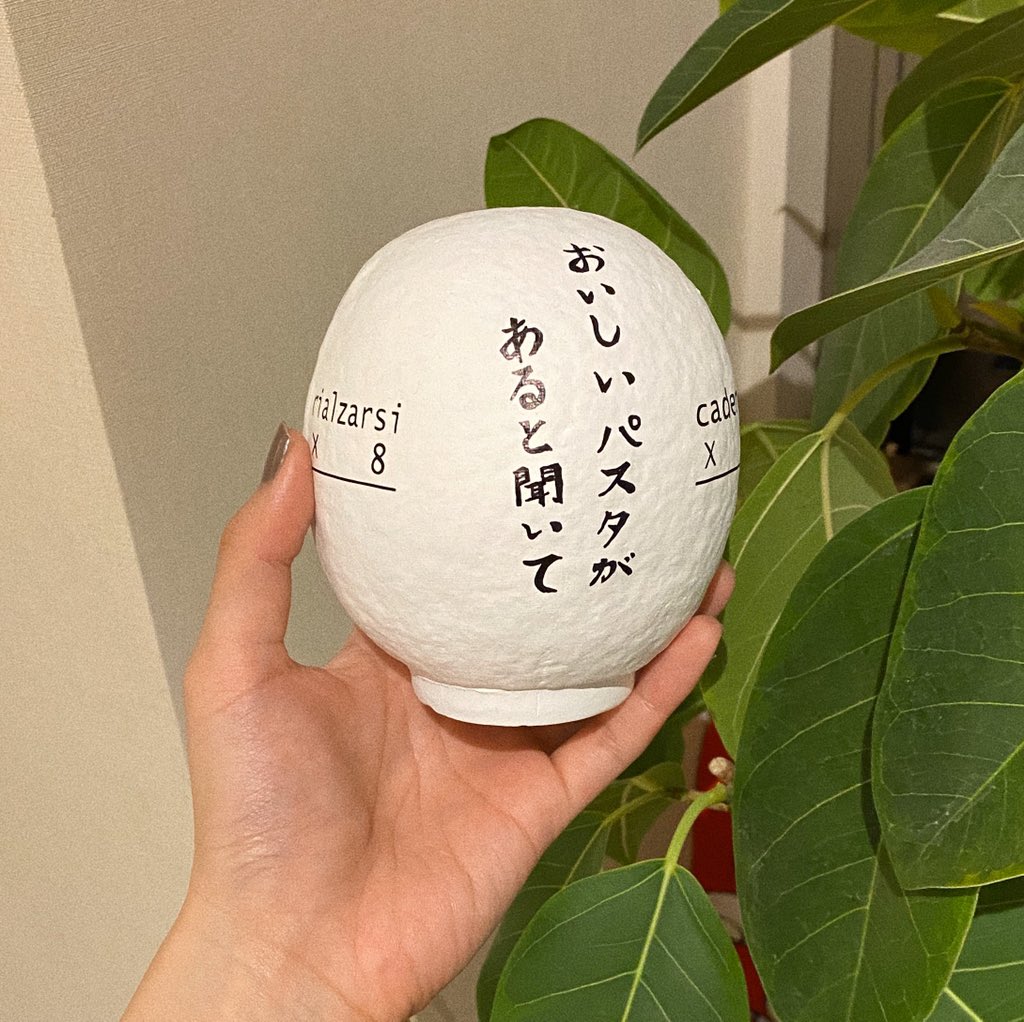 おいしいパスタが
あると聞いて
rialzarsi
X 8
cade
X